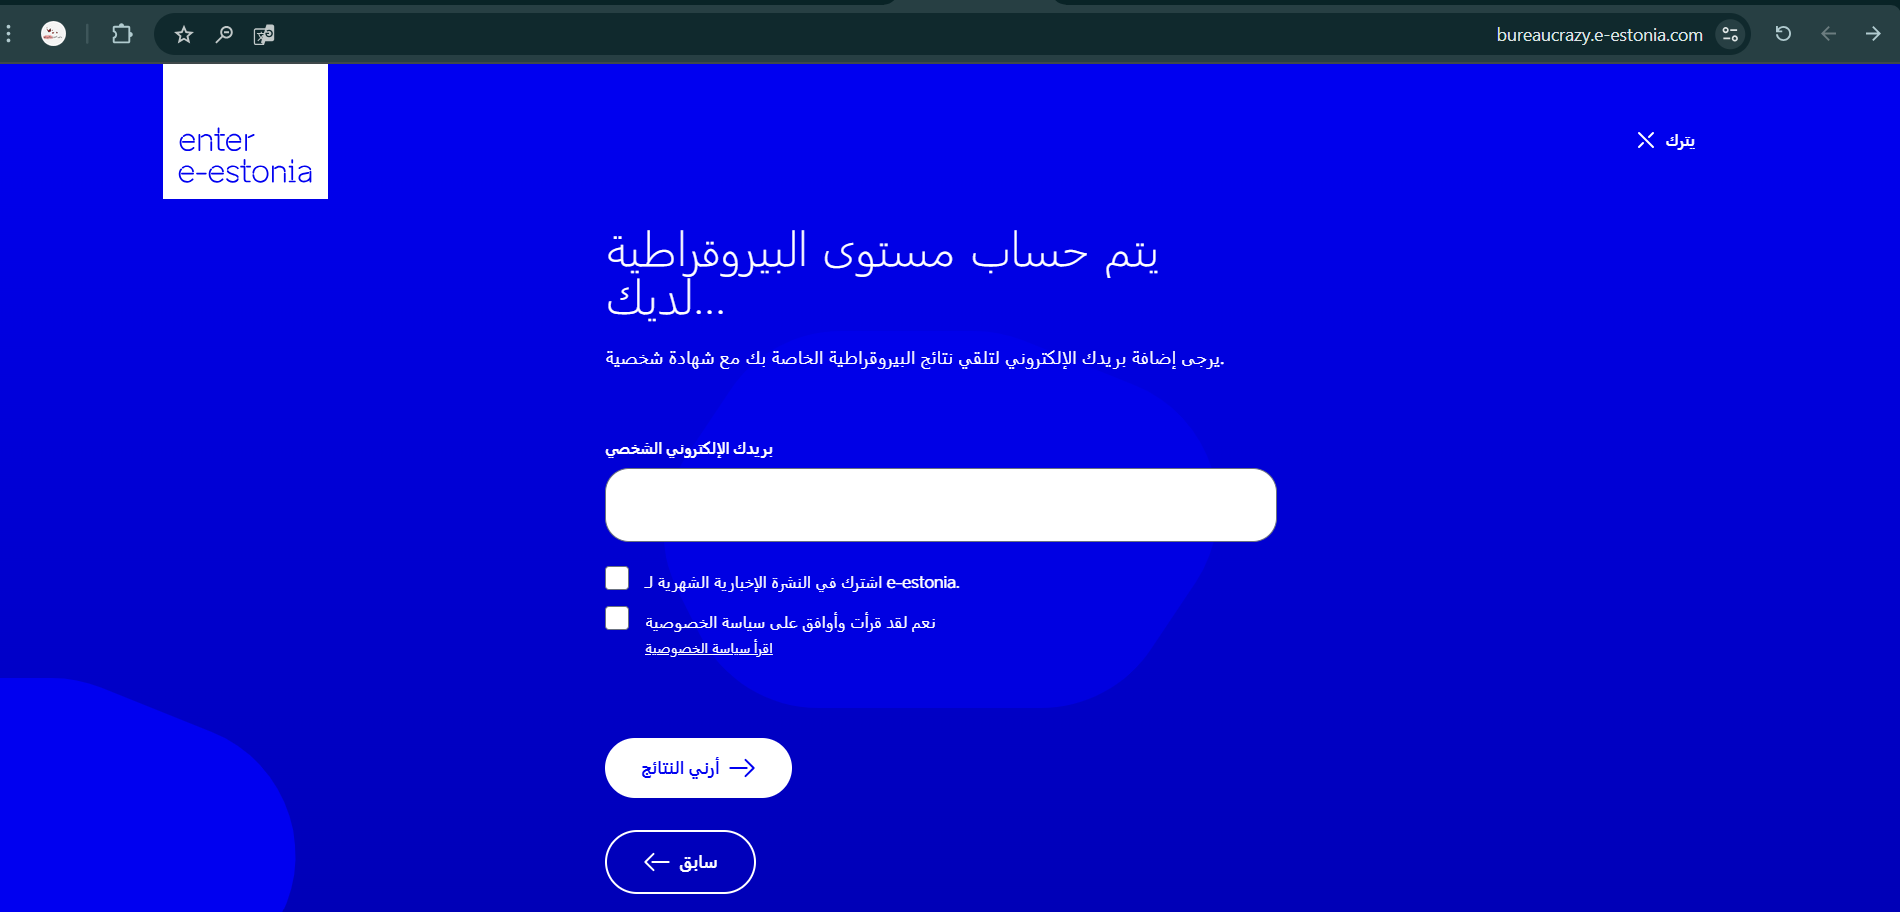 bureaucrazy.e-estonia.com
enter
e-estonia
يترك
يتم حساب مستوى البيروقراطية
لديك...
يرجى إضافة بريدك الإلكتروني لتلقي نتائج البيروقراطية الخاصة بك مع شهادة شخصية.
بريدك الإلكتروني الشخصي
اشترك في النشرة الإخبارية الشهرية لـ e-estonia.
نعم لقد قرأت وأوافق على سياسة الخصوصية
اقرأ سياسة الخصوصية
أرني النتائج
سابق